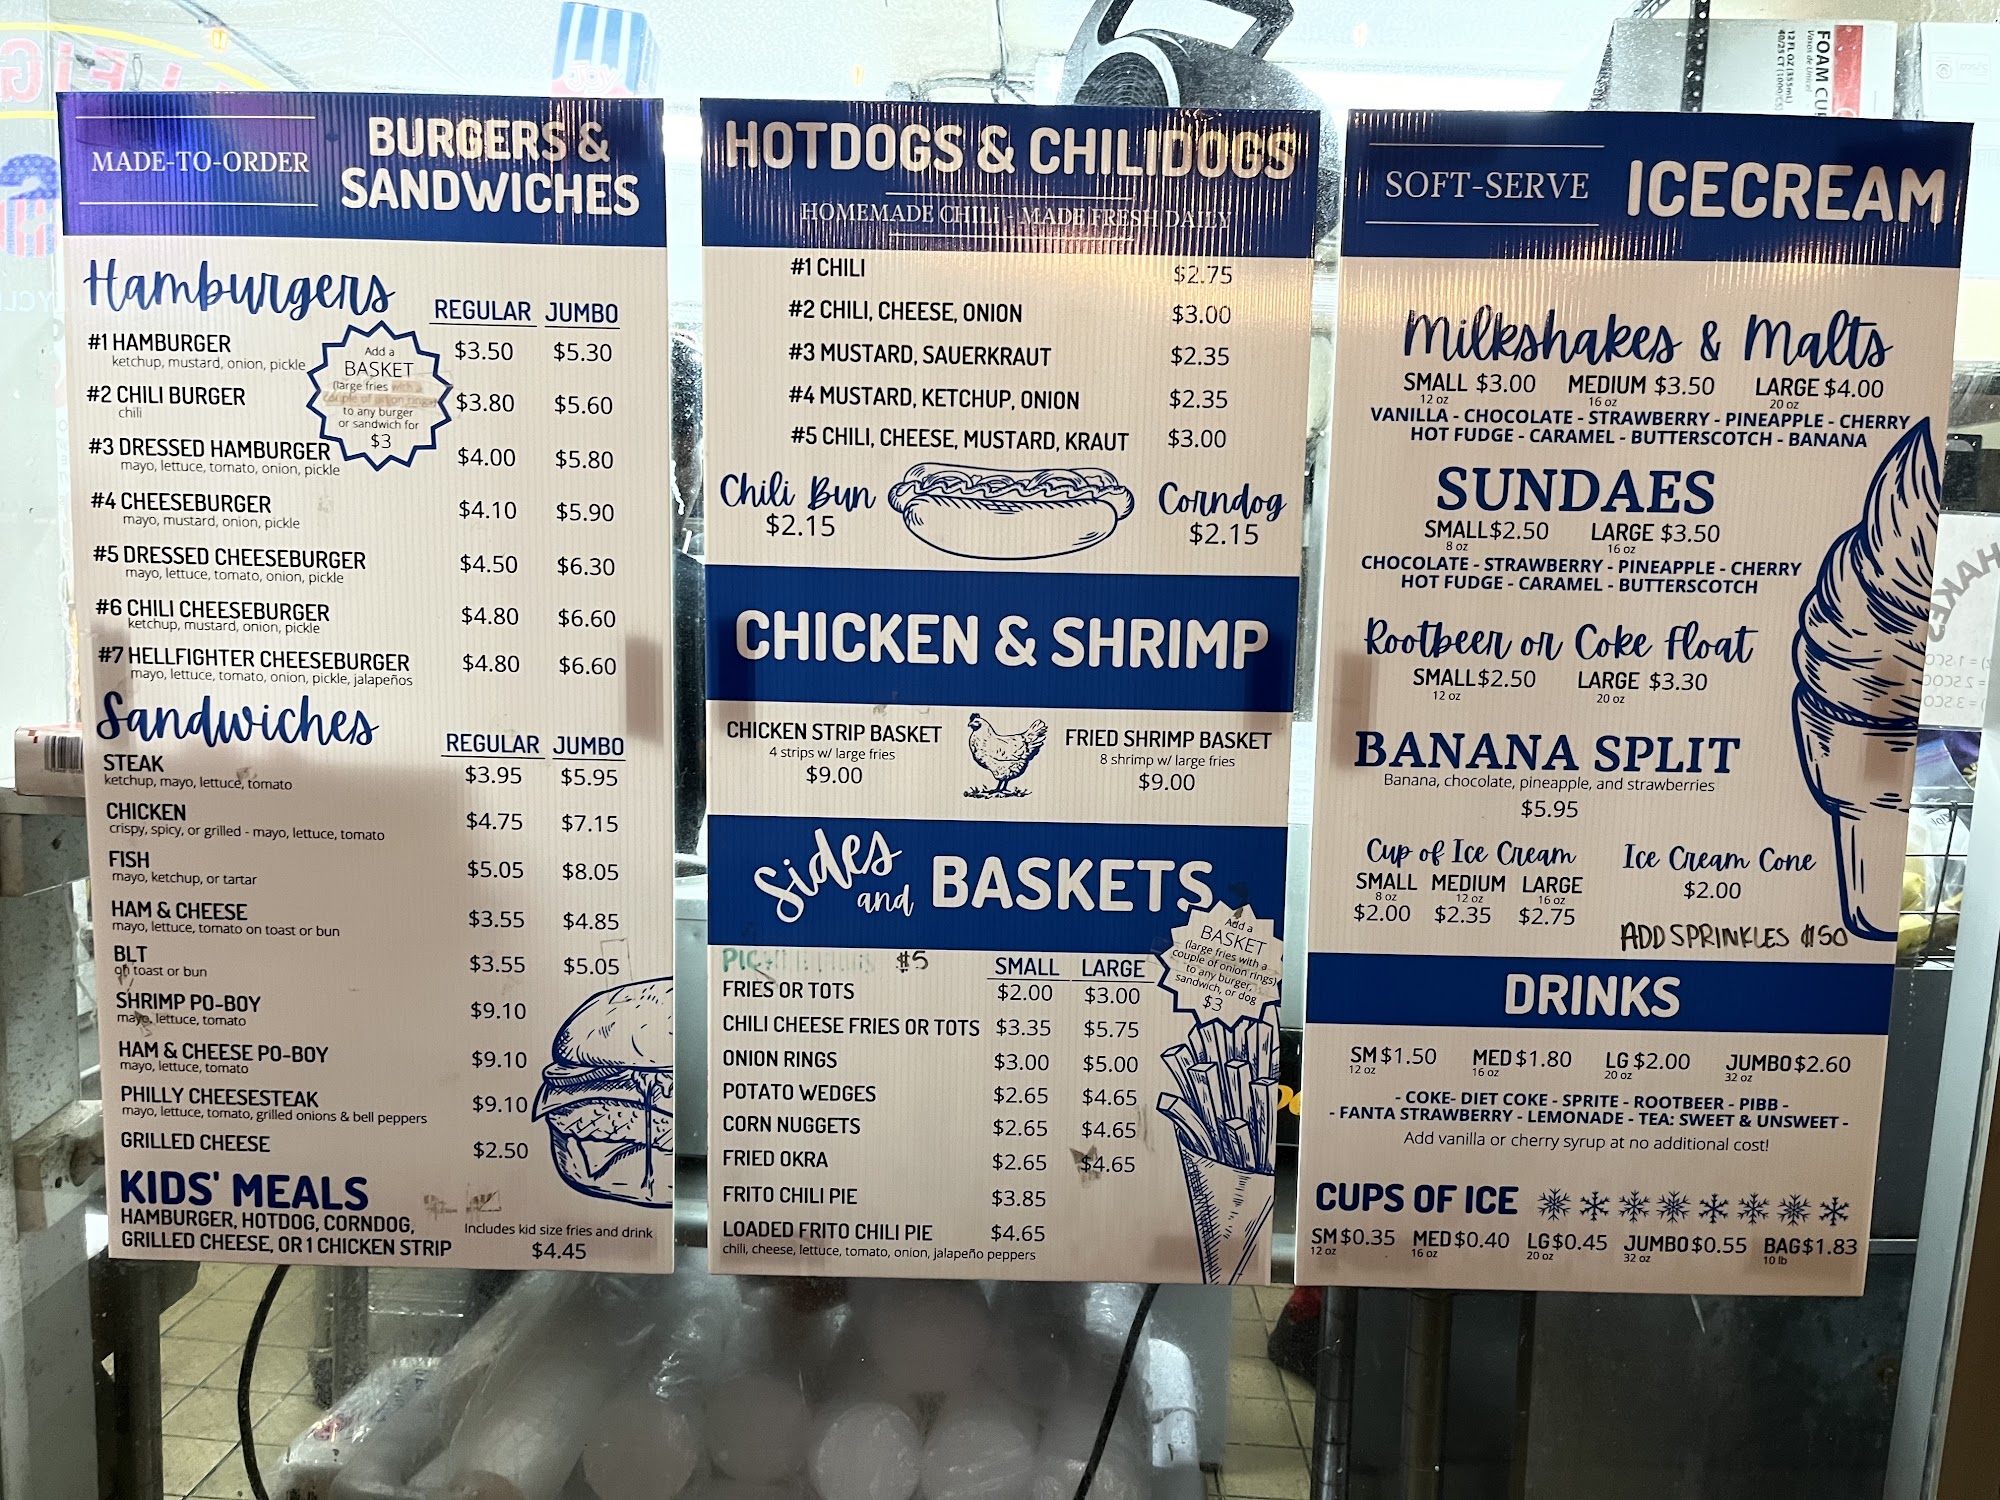 Joy
FOAM CUP
Vasos de Unicel
12 FL OZ (355mL)
40/25 CT (1000 CS)
MADE-TO-ORDER
BURGERS &
SANDWICHES
Hamburgers
REGULAR JUMBO
#1 HAMBURGER $3.50 $5.30
ketchup, mustard, onion, pickle
#2 CHILI BURGER $3.80 $5.60
chili
#3 DRESSED HAMBURGER $4.00 $5.80
mayo, lettuce, tomato, onion, pickle
#4 CHEESEBURGER $4.10 $5.90
mayo, mustard, onion, pickle
#5 DRESSED CHEESEBURGER $4.50 $6.30
mayo, lettuce, tomato, onion, pickle
#6 CHILI CHEESEBURGER $4.80 $6.60
ketchup, mustard, onion, pickle
#7 HELLFIGHTER CHEESEBURGER $4.80 $6.60
mayo, lettuce, tomato, onion, pickle, jalapeños
Add a
BASKET
(large fries with a
couple of onion rings)
to any burger
or sandwich for
$3
Sandwiches
REGULAR JUMBO
STEAK $3.95 $5.95
ketchup, mayo, lettuce, tomato
CHICKEN $4.75 $7.15
crispy, spicy, or grilled - mayo, lettuce, tomato
FISH $5.05 $8.05
mayo, ketchup, or tartar
HAM & CHEESE $3.55 $4.85
mayo, lettuce, tomato on toast or bun
BLT $3.55 $5.05
on toast or bun
SHRIMP PO-BOY $9.10
mayo, lettuce, tomato
HAM & CHEESE PO-BOY $9.10
mayo, lettuce, tomato
PHILLY CHEESESTEAK $9.10
mayo, lettuce, tomato, grilled onions & bell peppers
GRILLED CHEESE $2.50
KIDS' MEALS
HAMBURGER, HOTDOG, CORNDOG,
GRILLED CHEESE, OR 1 CHICKEN STRIP
Includes kid size fries and drink
$4.45
HOTDOGS & CHILIDOGS
HOMEMADE CHILI - MADE FRESH DAILY
#1 CHILI $2.75
#2 CHILI, CHEESE, ONION $3.00
#3 MUSTARD, SAUERKRAUT $2.35
#4 MUSTARD, KETCHUP, ONION $2.35
#5 CHILI, CHEESE, MUSTARD, KRAUT $3.00
Chili Bun
$2.15
Corndog
$2.15
CHICKEN & SHRIMP
CHICKEN STRIP BASKET
4 strips w/ large fries
$9.00
FRIED SHRIMP BASKET
8 shrimp w/ large fries
$9.00
Sides and BASKETS
Add a
BASKET
(large fries with a
couple of onion rings)
to any burger,
sandwich, or dog
$3
$5
SMALL LARGE
FRIES OR TOTS $2.00 $3.00
CHILI CHEESE FRIES OR TOTS $3.35 $5.75
ONION RINGS $3.00 $5.00
POTATO WEDGES $2.65 $4.65
CORN NUGGETS $2.65 $4.65
FRIED OKRA $2.65 $4.65
FRITO CHILI PIE $3.85
LOADED FRITO CHILI PIE $4.65
chili, cheese, lettuce, tomato, onion, jalapeño peppers
SOFT-SERVE
ICECREAM
Milkshakes & Malts
SMALL $3.00 MEDIUM $3.50 LARGE $4.00
12 oz 16 oz 20 oz
VANILLA - CHOCOLATE - STRAWBERRY - PINEAPPLE - CHERRY
HOT FUDGE - CARAMEL - BUTTERSCOTCH - BANANA
SUNDAES
SMALL $2.50 LARGE $3.50
8 oz 16 oz
CHOCOLATE - STRAWBERRY - PINEAPPLE - CHERRY
HOT FUDGE - CARAMEL - BUTTERSCOTCH
Rootbeer or Coke Float
SMALL $2.50 LARGE $3.30
12 oz 20 oz
BANANA SPLIT
Banana, chocolate, pineapple, and strawberries
$5.95
Cup of Ice Cream
SMALL MEDIUM LARGE
8 oz 12 oz 16 oz
$2.00 $2.35 $2.75
Ice Cream Cone
$2.00
ADD SPRINKLES $.50
DRINKS
SM $1.50 MED $1.80 LG $2.00 JUMBO $2.60
12 oz 16 oz 20 oz 32 oz
- COKE- DIET COKE - SPRITE - ROOTBEER - PIBB -
- FANTA STRAWBERRY - LEMONADE - TEA: SWEET & UNSWEET -
Add vanilla or cherry syrup at no additional cost!
CUPS OF ICE
SM $0.35 MED $0.40 LG $0.45 JUMBO $0.55 BAG $1.83
12 oz 16 oz 20 oz 32 oz 10 lb